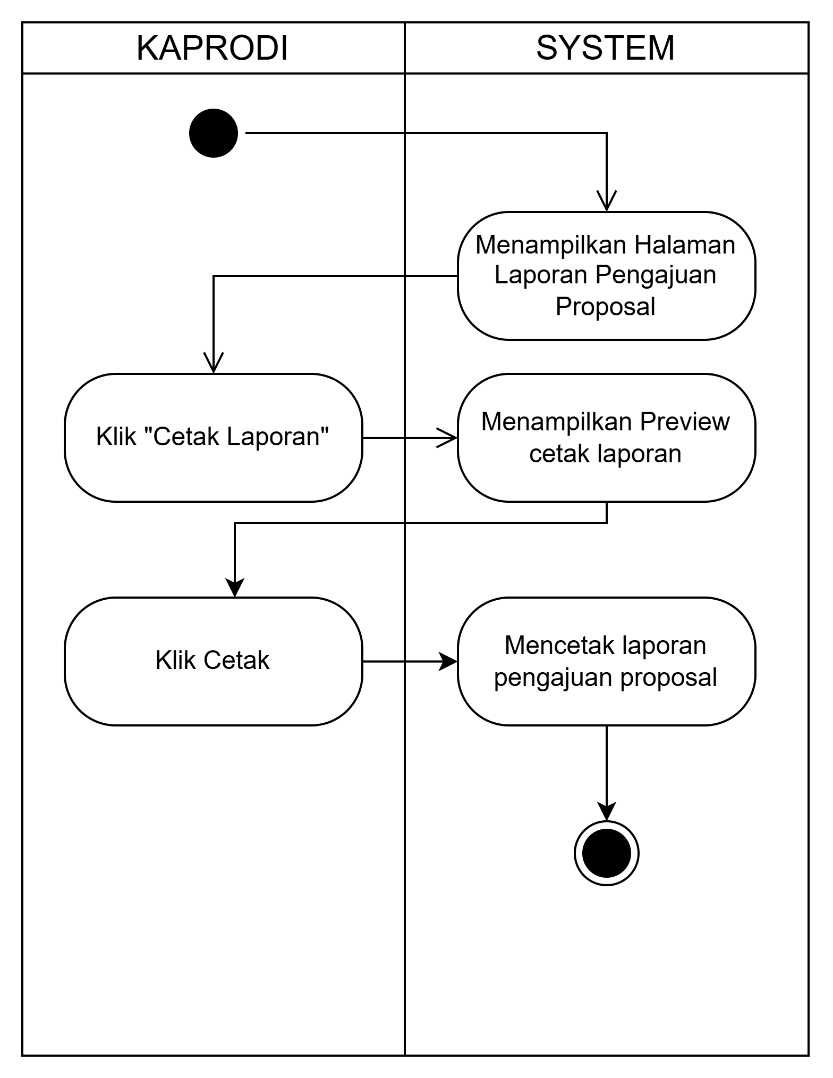 KAPRODI
SYSTEM
Menampilkan Halaman
Laporan Pengajuan
Proposal
Klik "Cetak Laporan"
Menampilkan Preview
cetak laporan
Klik Cetak
Mencetak laporan
pengajuan proposal